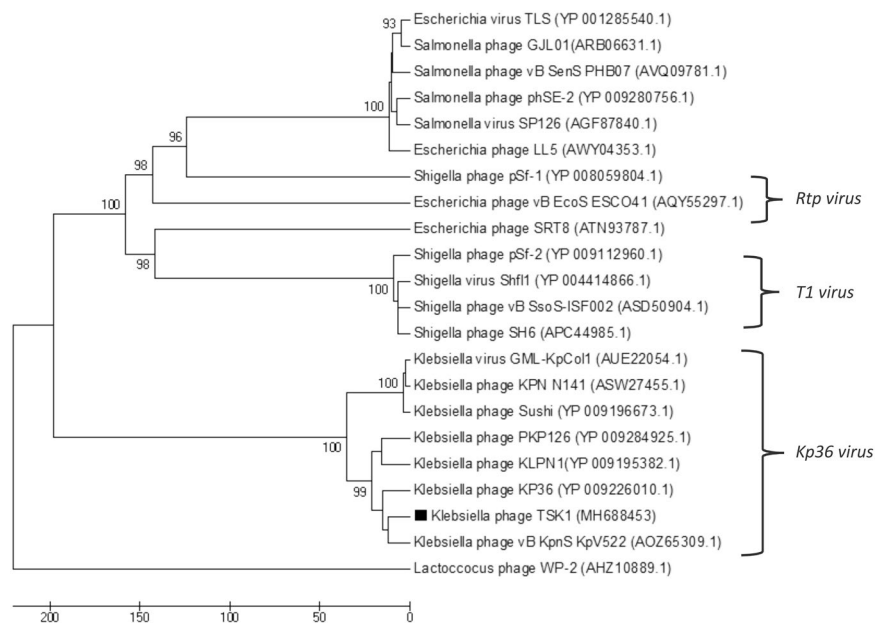 93
Escherichia virus TLS (YP 001285540.1)
Salmonella phage GJL01(ARB06631.1)
Salmonella phage vB SenS PHB07 (AVQ09781.1)
100
Salmonella phage phSE-2 (YP 009280756.1)
Salmonella virus SP126 (AGF87840.1)
96
Escherichia phage LL5 (AWY04353.1)
98
Shigella phage pSf-1 (YP 008059804.1)
Rtp virus
100
Escherichia phage vB EcoS ESCO41 (AQY55297.1)
Escherichia phage SRT8 (ATN93787.1)
98
Shigella phage pSf-2 (YP 009112960.1)
100
Shigella virus Shfl1 (YP 004414866.1)
T1 virus
Shigella phage vB SsoS-ISF002 (ASD50904.1)
Shigella phage SH6 (APC44985.1)
Klebsiella virus GML-KpCol1 (AUE22054.1)
100
Klebsiella phage KPN N141 (ASW27455.1)
Klebsiella phage Sushi (YP 009196673.1)
100
Klebsiella phage PKP126 (YP 009284925.1)
Kp36 virus
Klebsiella phage KLPN1(YP 009195382.1)
99
Klebsiella phage KP36 (YP 009226010.1)
Klebsiella phage TSK1 (MH688453)
Klebsiella phage vB KpnS KpV522 (AOZ65309.1)
Lactoccocus phage WP-2 (AHZ10889.1)
200 150 100 50 0